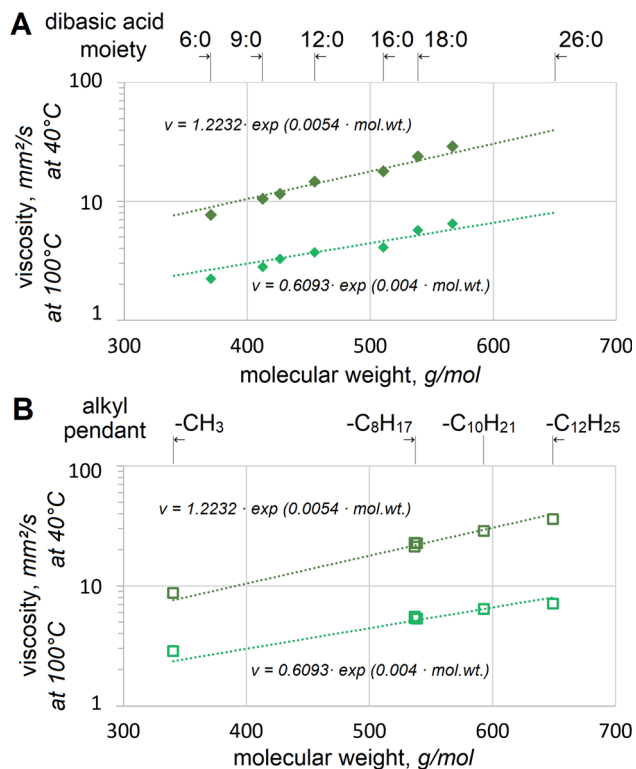 A
dibasic acid
moiety
6:0 9:0 12:0 16:0 18:0 26:0
100
10
1
viscosity, mm²/s
at 40°C
at 100°C
v = 1.2232· exp (0.0054 · mol.wt.)
v = 0.6093· exp (0.004 · mol.wt.)
300 400 500 600 700
molecular weight, g/mol
B
alkyl
pendant
-CH₃ -C₈H₁₇ -C₁₀H₂₁ -C₁₂H₂₅
100
10
1
viscosity, mm²/s
at 40°C
at 100°C
v = 1.2232· exp (0.0054 · mol.wt.)
v = 0.6093· exp (0.004 · mol.wt.)
300 400 500 600 700
molecular weight, g/mol